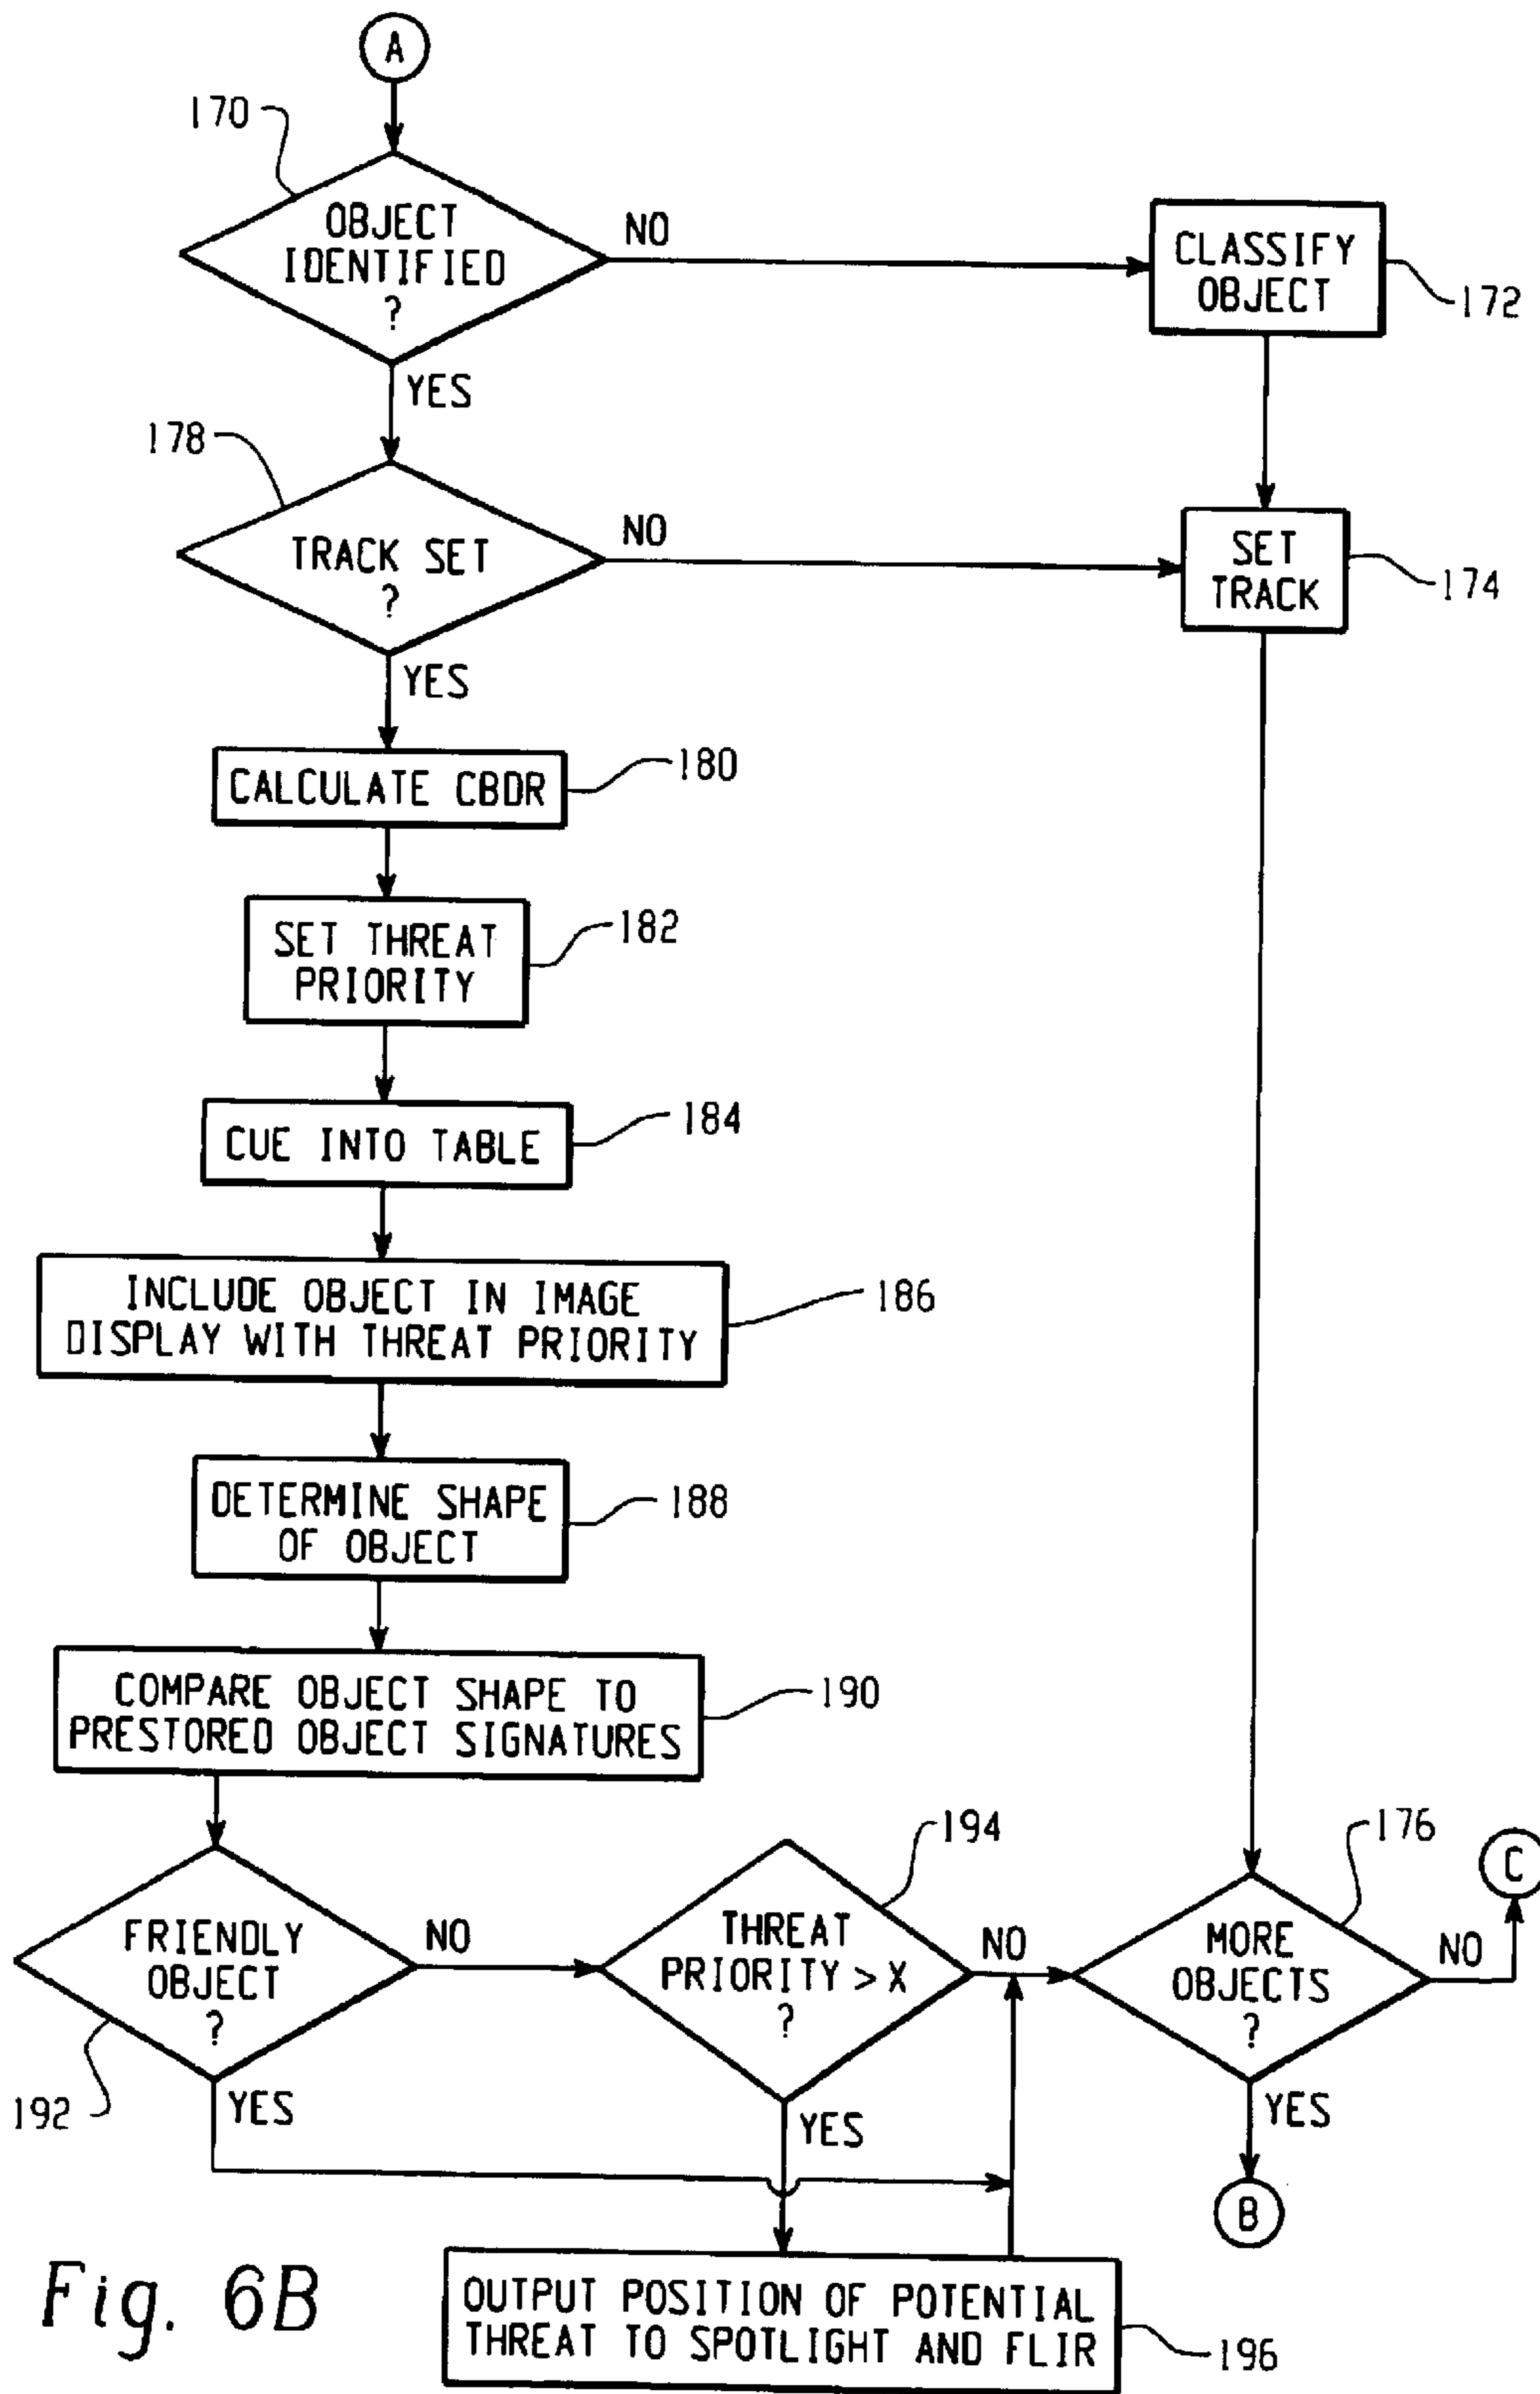 A
170
OBJECT
IDENTIFIED
?
NO
CLASSIFY
OBJECT
172
YES
178
TRACK SET
?
NO
SET
TRACK
174
YES
CALCULATE CBDR
180
SET THREAT
PRIORITY
182
CUE INTO TABLE
184
INCLUDE OBJECT IN IMAGE
DISPLAY WITH THREAT PRIORITY
186
DETERMINE SHAPE
OF OBJECT
188
COMPARE OBJECT SHAPE TO
PRESTORED OBJECT SIGNATURES
190
FRIENDLY
OBJECT
?
192
NO
YES
194
THREAT
PRIORITY > X
?
NO
YES
176
MORE
OBJECTS
?
NO
C
YES
B
OUTPUT POSITION OF POTENTIAL
THREAT TO SPOTLIGHT AND FLIR
196
Fig. 6B